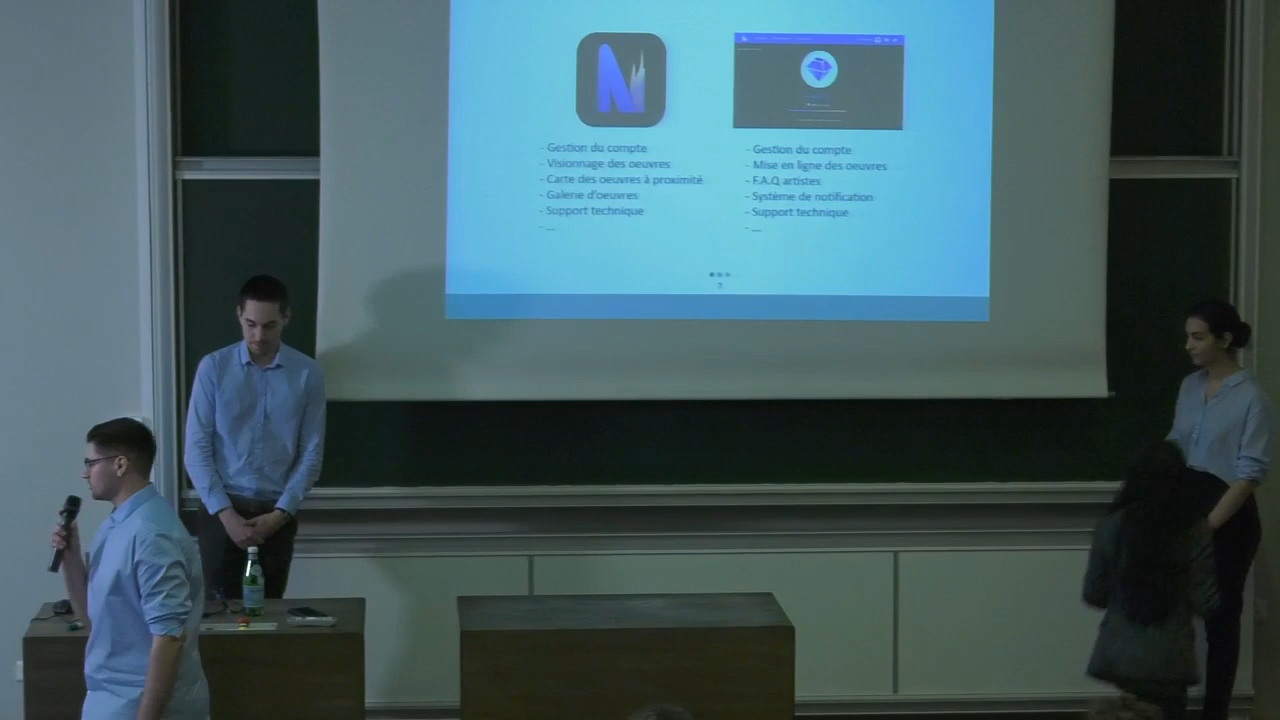 N
- Gestion du compte
- Visionnage des oeuvres
- Carte des oeuvres à proximité
- Galerie d'oeuvres
- Support technique
- ...
- Gestion du compte
- Mise en ligne des oeuvres
- F.A.Q artistes
- Système de notification
- Support technique
- ...
7